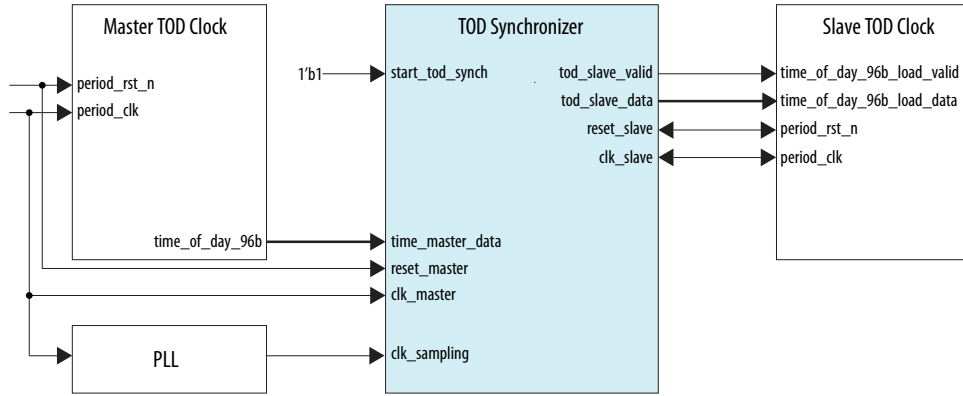 Master TOD Clock
period_rst_n
period_clk
time_of_day_96b
PLL
TOD Synchronizer
1'b1
start_tod_synch
tod_slave_valid
tod_slave_data
reset_slave
clk_slave
time_master_data
reset_master
clk_master
clk_sampling
Slave TOD Clock
time_of_day_96b_load_valid
time_of_day_96b_load_data
period_rst_n
period_clk